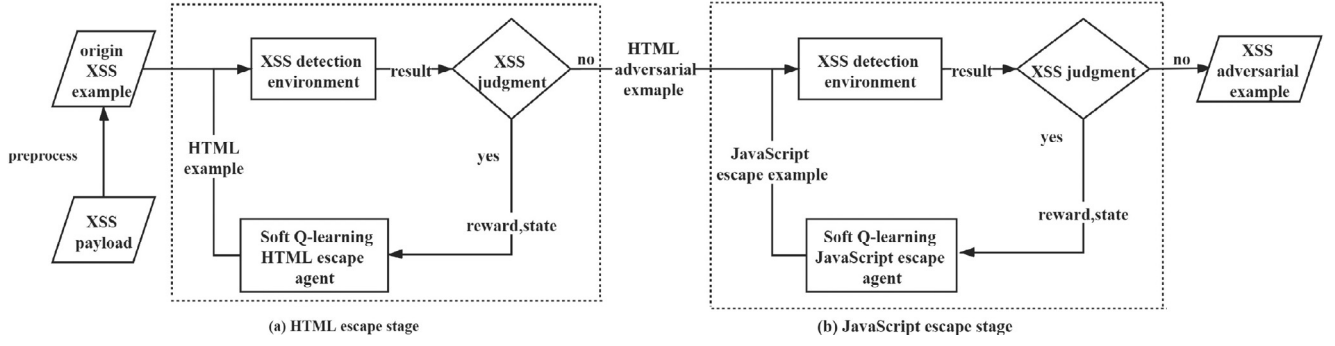 origin
XSS
example
preprocess
XSS
payload
XSS detection
environment
result
XSS
judgment
no
yes
reward,state
Soft Q-learning
HTML escape
agent
HTML
example
(a) HTML escape stage
HTML
adversarial
exmaple
XSS detection
environment
result
XSS judgment
no
yes
reward,state
Soft Q-learning
JavaScript escape
agent
JavaScript
escape example
(b) JavaScript escape stage
XSS
adversarial
example